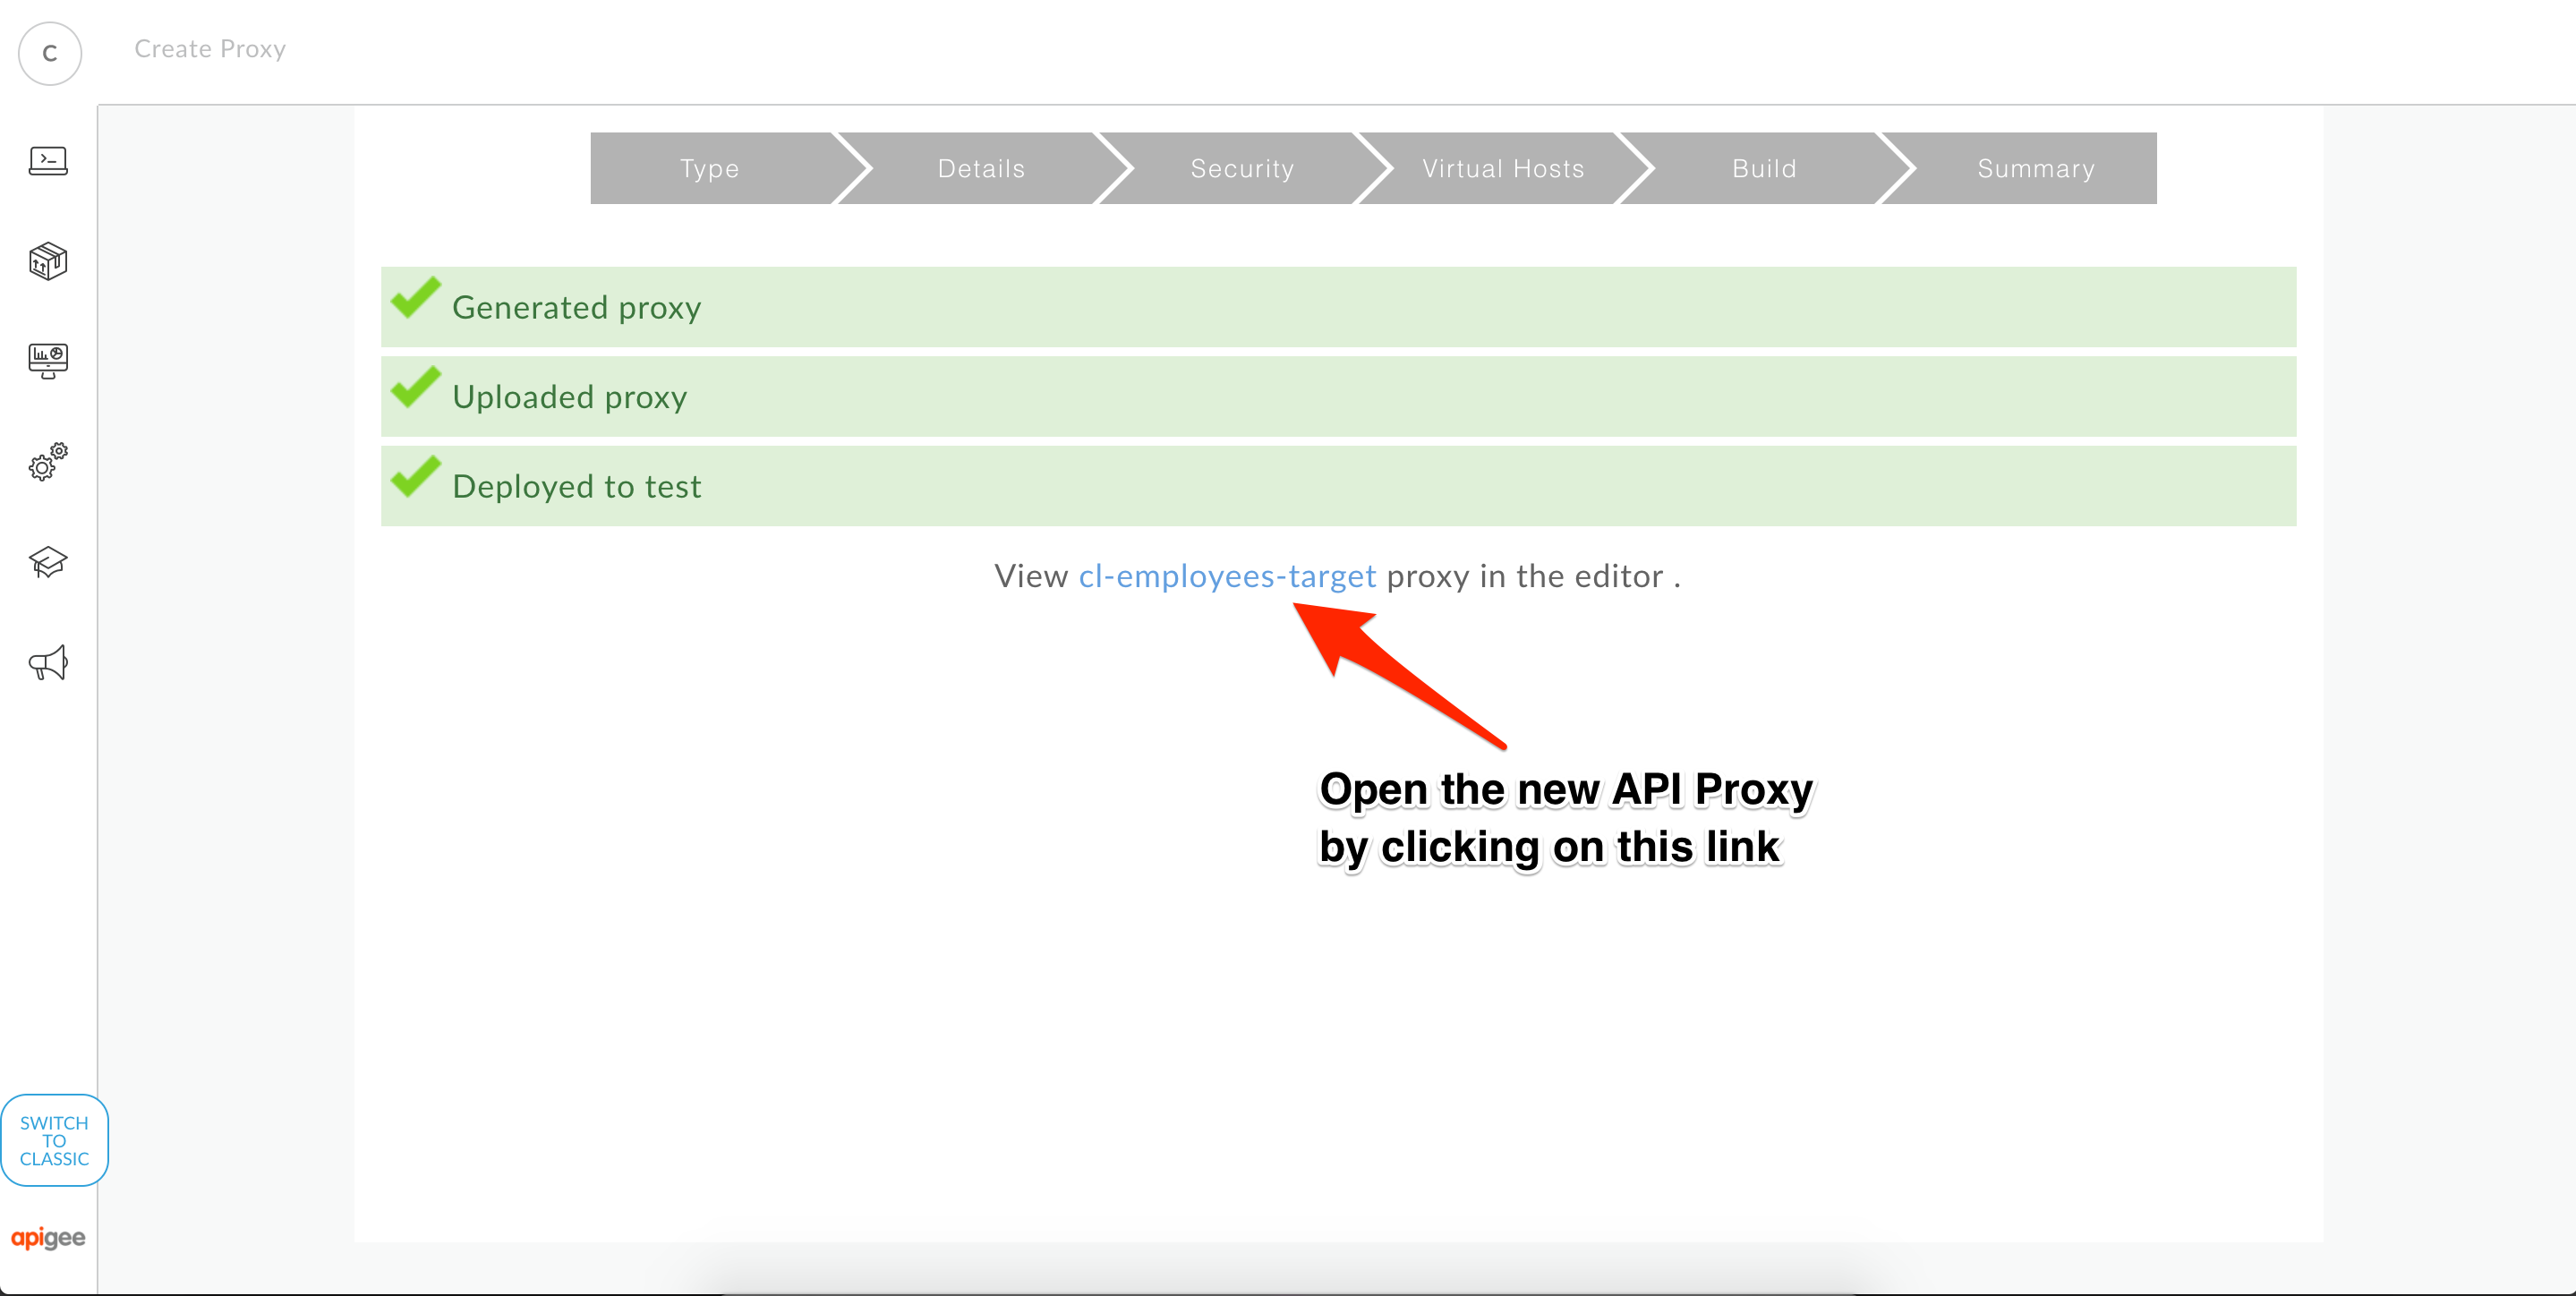 C
Create Proxy
Type
Details
Security
Virtual Hosts
Build
Summary
Generated proxy
Uploaded proxy
Deployed to test
View cl-employees-target proxy in the editor .
Open the new API Proxy
by clicking on this link
SWITCH
TO
CLASSIC
apigee